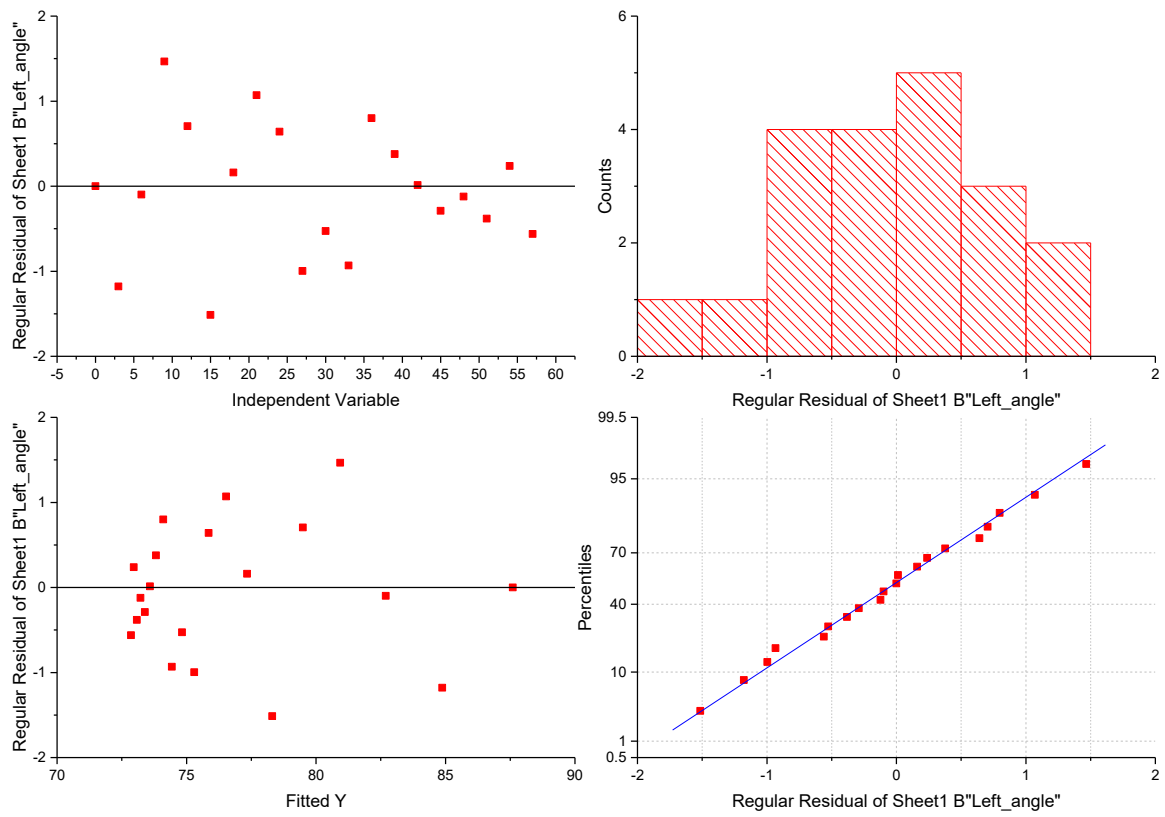 Regular Residual of Sheet1 B"Left_angle"
2
1
0
-1
-2
-5 0 5 10 15 20 25 30 35 40 45 50 55 60
Independent Variable
Counts
6
4
2
0
-2 -1 0 1 2
Regular Residual of Sheet1 B"Left_angle"
Regular Residual of Sheet1 B"Left_angle"
2
1
0
-1
-2
70 75 80 85 90
Fitted Y
Percentiles
99.5
95
70
40
10
1
0.5
-2 -1 0 1 2
Regular Residual of Sheet1 B"Left_angle"